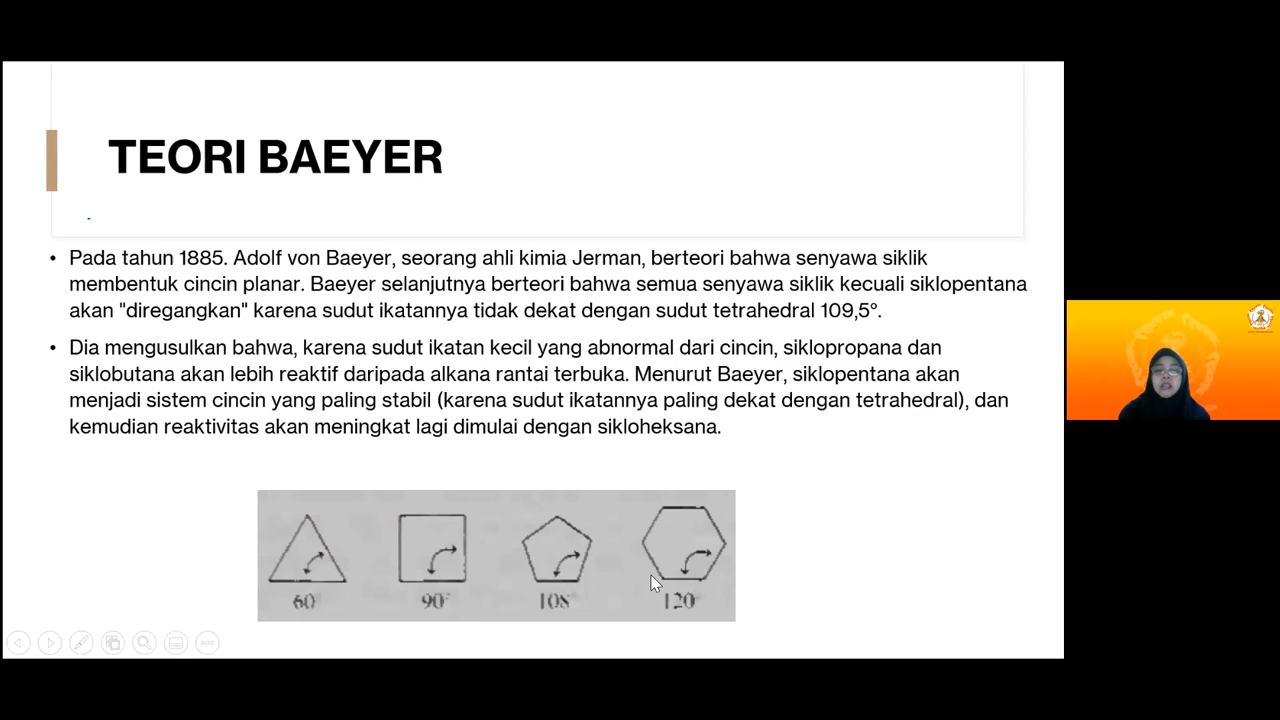 TEORI BAEYER
-
• Pada tahun 1885. Adolf von Baeyer, seorang ahli kimia Jerman, berteori bahwa senyawa siklik
membentuk cincin planar. Baeyer selanjutnya berteori bahwa semua senyawa siklik kecuali siklopentana
akan "diregangkan" karena sudut ikatannya tidak dekat dengan sudut tetrahedral 109,5°.
• Dia mengusulkan bahwa, karena sudut ikatan kecil yang abnormal dari cincin, siklopropana dan
siklobutana akan lebih reaktif daripada alkana rantai terbuka. Menurut Baeyer, siklopentana akan
menjadi sistem cincin yang paling stabil (karena sudut ikatannya paling dekat dengan tetrahedral), dan
kemudian reaktivitas akan meningkat lagi dimulai dengan sikloheksana.
60° 90° 108° 120°